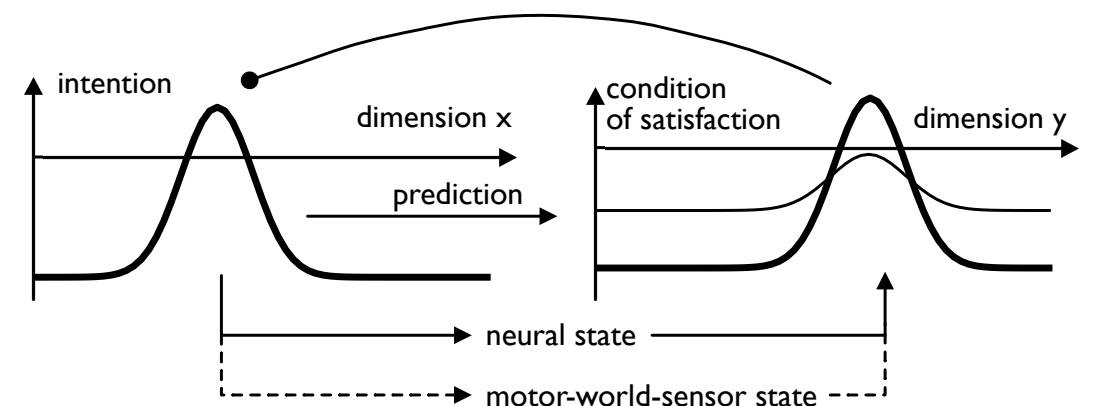 intention
dimension x
condition
of satisfaction
dimension y
prediction
neural state
motor-world-sensor state